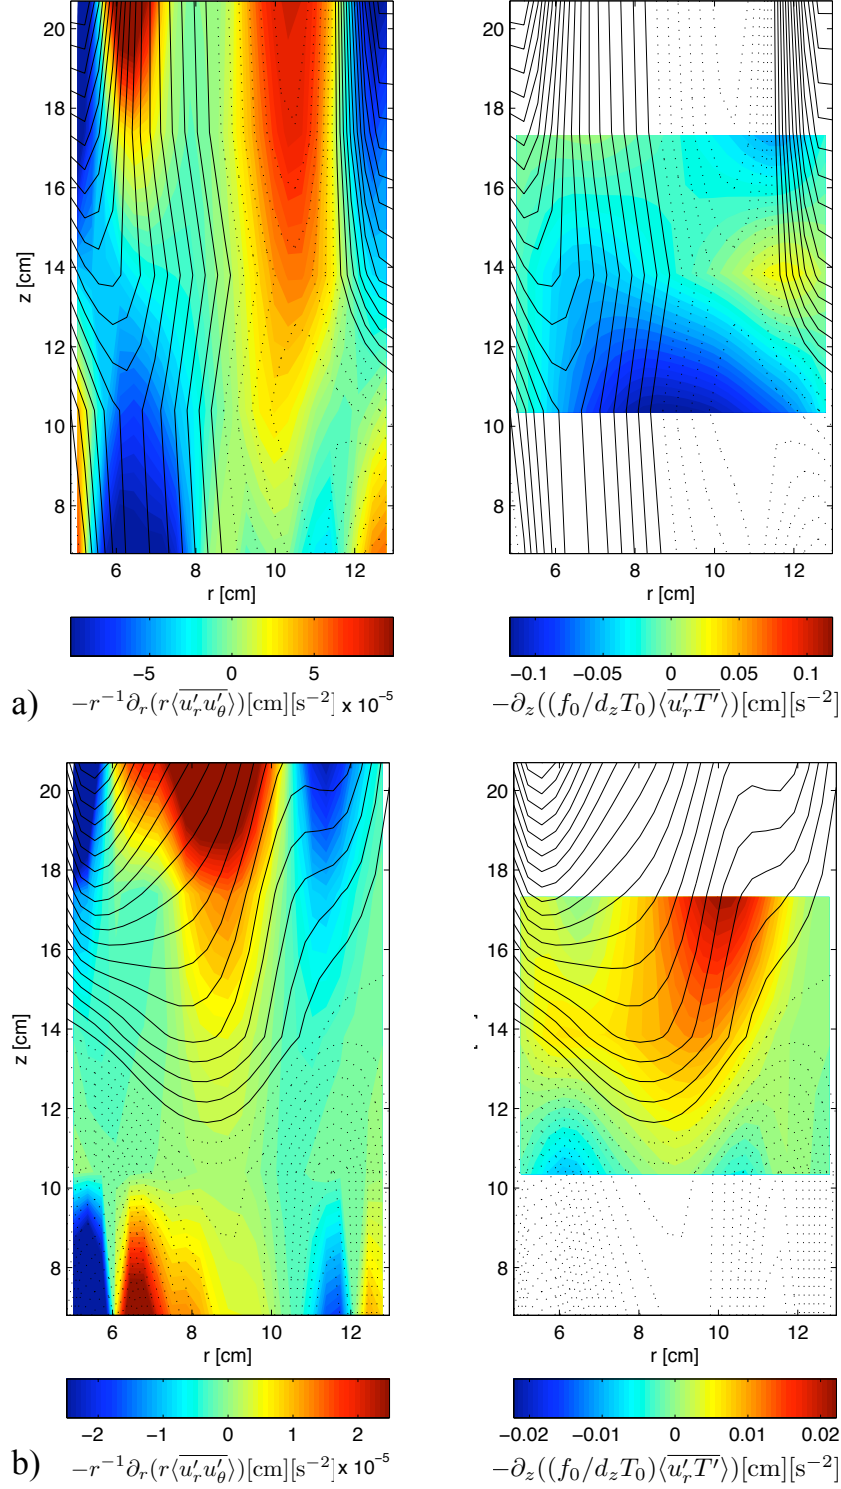 20
18
16
14
12
10
8
z [cm]
6 8 10 12
r [cm]
20
18
16
14
12
10
8
6 8 10 12
r [cm]
−5 0 5
−0.1 −0.05 0 0.05 0.1
a) −r⁻¹∂ᵣ(r⟨u′ᵣu′θ⟩)[cm][s⁻²] x 10⁻⁵
−∂z((f₀/dzT₀)⟨u′ᵣT′⟩)[cm][s⁻²]
20
18
16
14
12
10
8
z [cm]
6 8 10 12
r [cm]
20
18
16
14
12
10
8
6 8 10 12
r [cm]
−2 −1 0 1 2
−0.02 −0.01 0 0.01 0.02
b) −r⁻¹∂ᵣ(r⟨u′ᵣu′θ⟩)[cm][s⁻²] x 10⁻⁵
−∂z((f₀/dzT₀)⟨u′ᵣT′⟩)[cm][s⁻²]